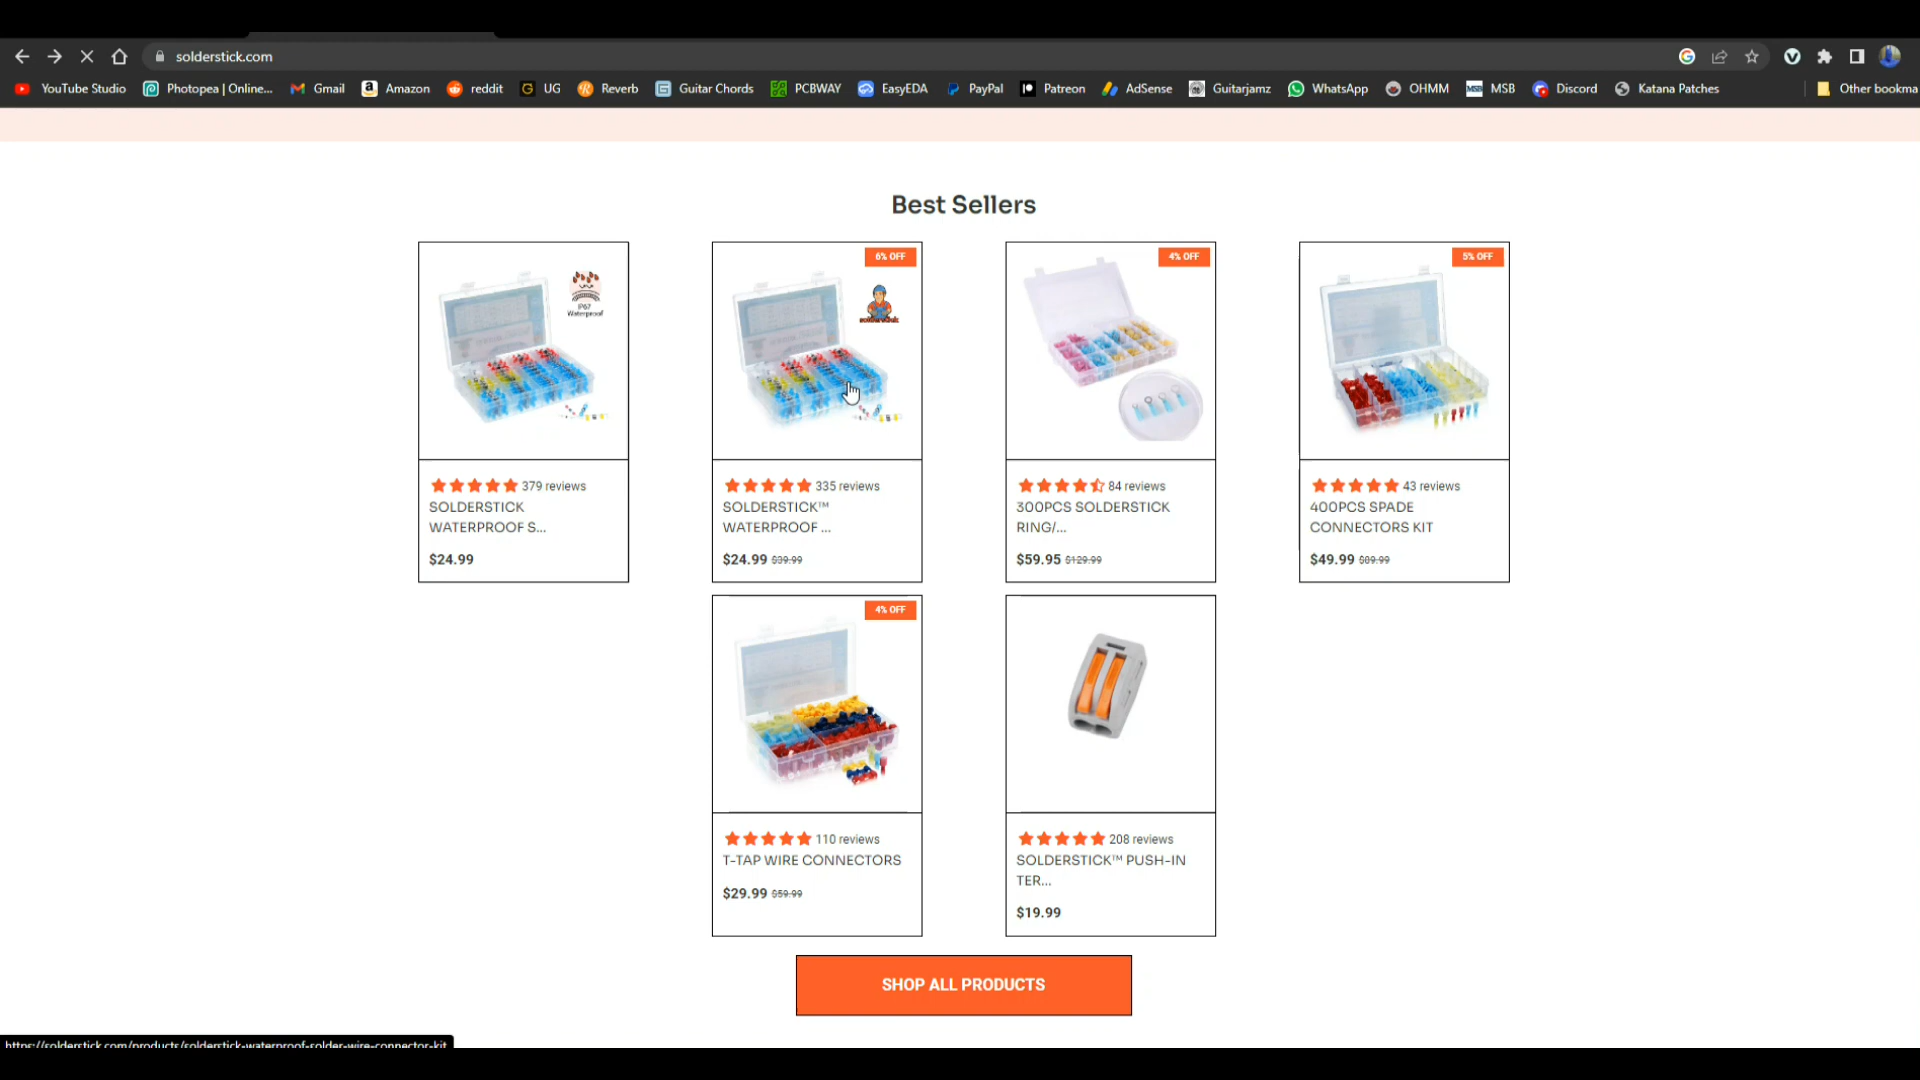 solderstick.com
YouTube Studio Photopea | Online... Gmail Amazon reddit UG Reverb Guitar Chords PCBWAY EasyEDA PayPal Patreon AdSense Guitarjamz WhatsApp OHMM MSB Discord Katana Patches Other bookma
Best Sellers
IP67
Waterproof
379 reviews
SOLDERSTICK
WATERPROOF S...
$24.99
6% OFF
solderstick
335 reviews
SOLDERSTICK™
WATERPROOF ...
$24.99 $39.99
4% OFF
84 reviews
300PCS SOLDERSTICK
RING/...
$59.95 $129.99
5% OFF
43 reviews
400PCS SPADE
CONNECTORS KIT
$49.99 $89.99
4% OFF
110 reviews
T-TAP WIRE CONNECTORS
$29.99 $59.99
208 reviews
SOLDERSTICK™ PUSH-IN
TER...
$19.99
SHOP ALL PRODUCTS
https://solderstick.com/products/solderstick-waterproof-solder-wire-connector-kit